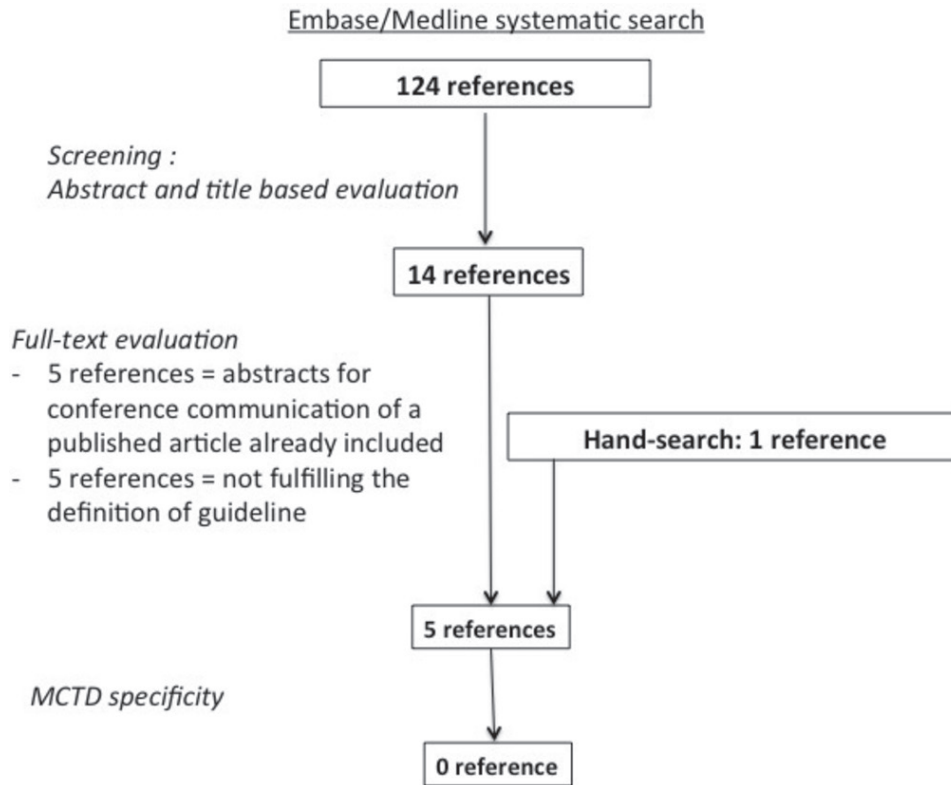 Embase/Medline systematic search
124 references
Screening :
Abstract and title based evaluation
14 references
Full-text evaluation
- 5 references = abstracts for
conference communication of a
published article already included
- 5 references = not fulfilling the
definition of guideline
Hand-search: 1 reference
5 references
MCTD specificity
0 reference